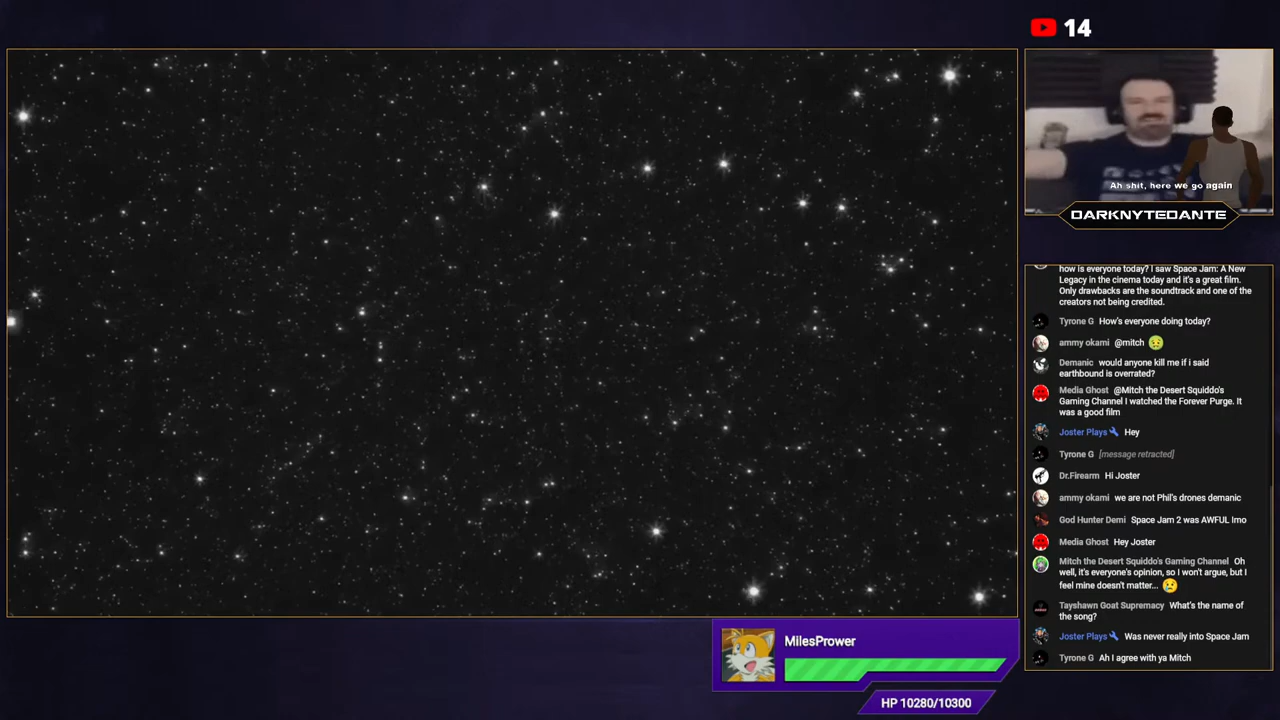 14
Ah shit, here we go again
DARKNYTEDANTE
how is everyone today? I saw Space Jam: A New
Legacy in the cinema today and it's a great film.
Only drawbacks are the soundtrack and one of the
creators not being credited.
Tyrone G How's everyone doing today?
ammy okami @mitch 🤢
Demanic would anyone kill me if i said
earthbound is overrated?
Media Ghost @Mitch the Desert Squiddo's
Gaming Channel I watched the Forever Purge. It
was a good film
Joster Plays Hey
Tyrone G [message retracted]
Dr.Firearm Hi Joster
ammy okami we are not Phil's drones demanic
God Hunter Demi Space Jam 2 was AWFUL Imo
Media Ghost Hey Joster
Mitch the Desert Squiddo's Gaming Channel Oh
well, it's everyone's opinion, so I won't argue, but I
feel mine doesn't matter... 😢
Tayshawn Goat Supremacy What's the name of
the song?
Joster Plays Was never really into Space Jam
Tyrone G Ah I agree with ya Mitch
MilesPrower
HP 10280/10300